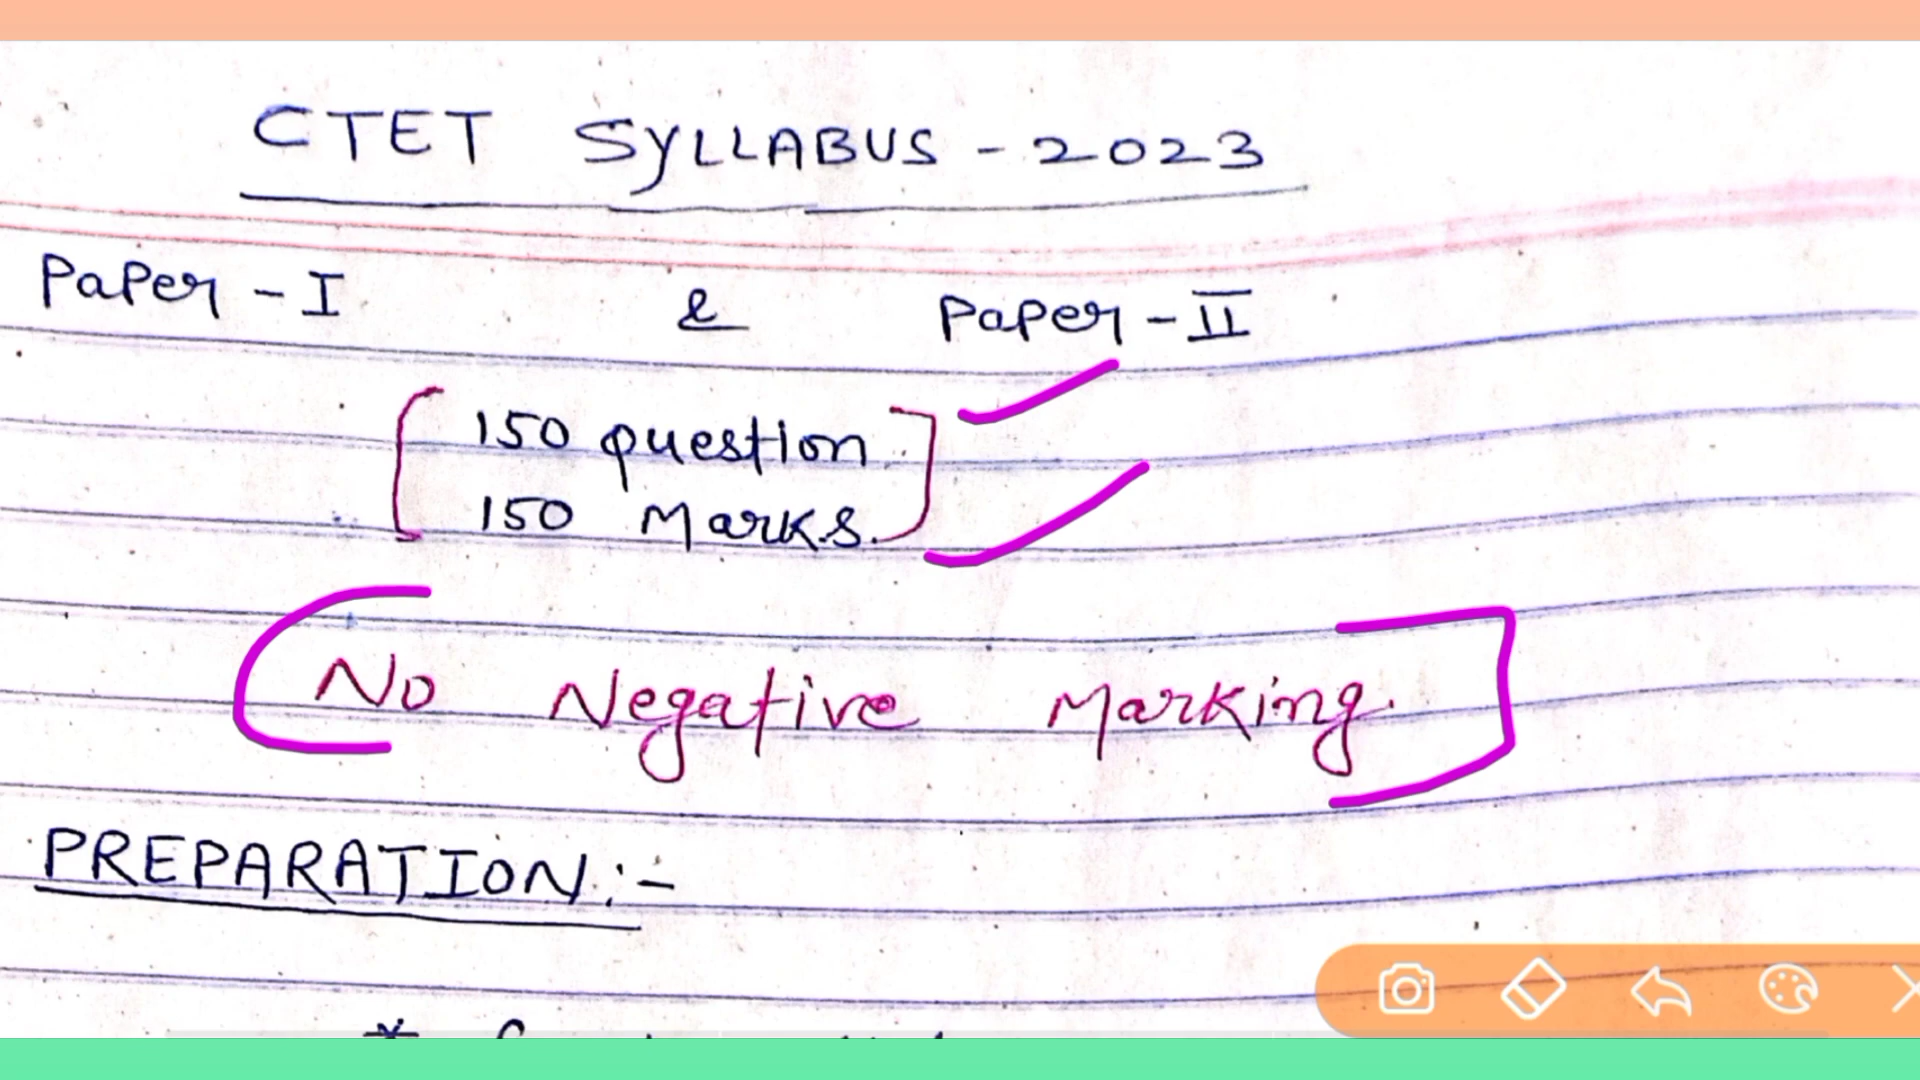 CTET SYLLABUS - 2023
Paper - I & Paper - II
150 question
150 Marks.
No Negative Marking.
PREPARATION :-